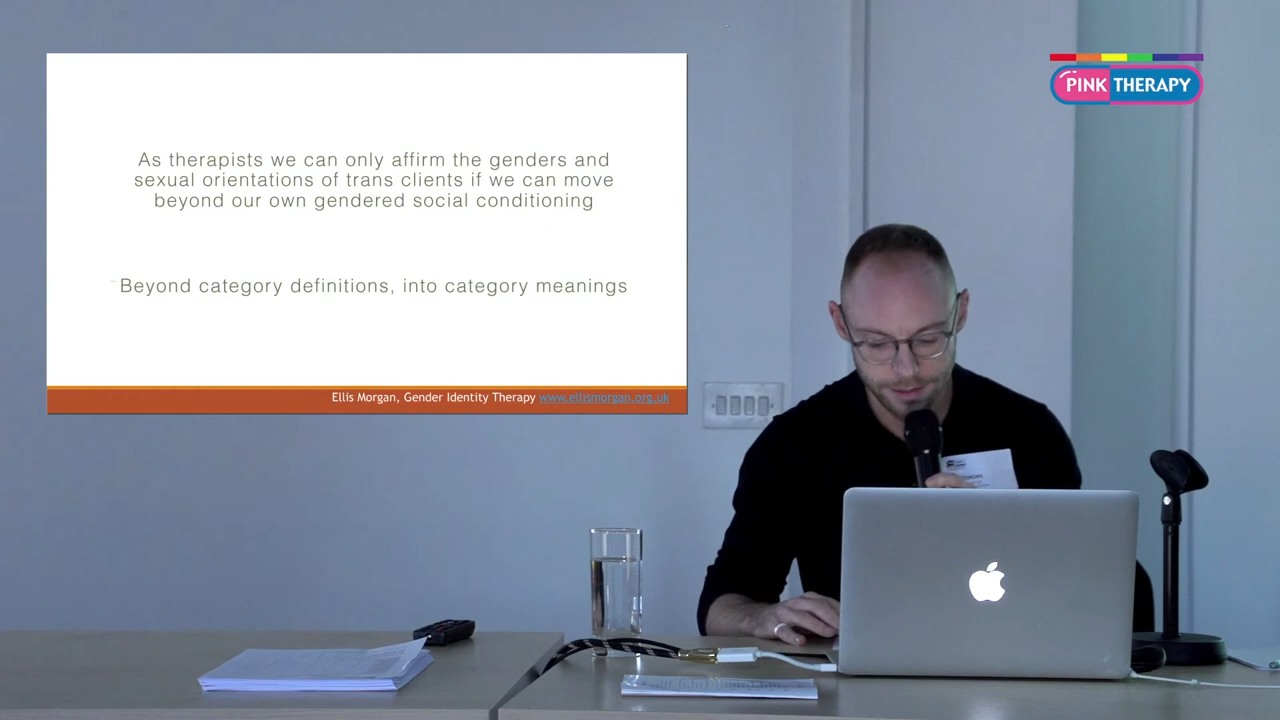 As therapists we can only affirm the genders and
sexual orientations of trans clients if we can move
beyond our own gendered social conditioning
Beyond category definitions, into category meanings
Ellis Morgan, Gender Identity Therapy www.ellismorgan.org.uk
PINK THERAPY